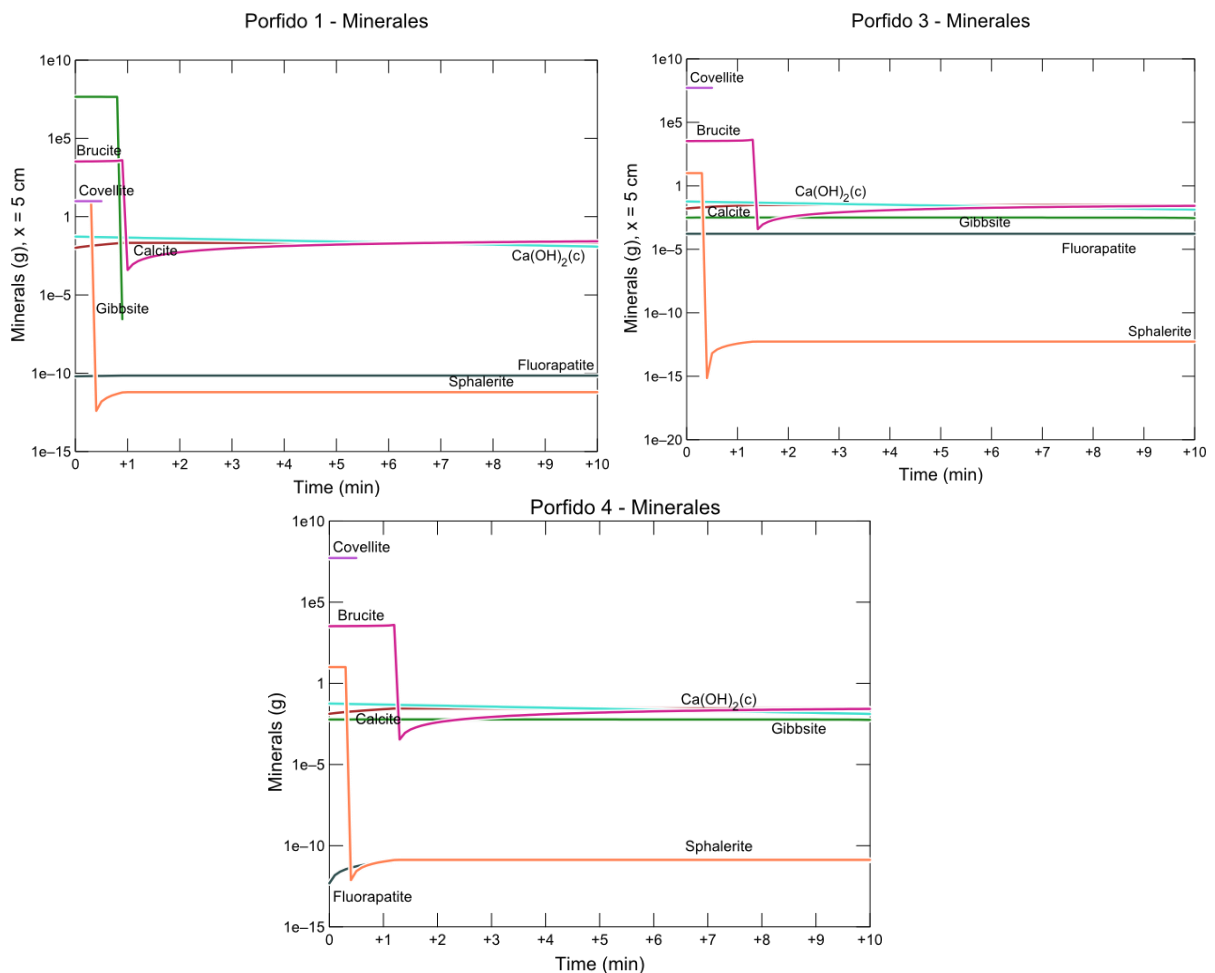 Porfido 1 - Minerales
1e10
1e5
1
1e–5
1e–10
1e–15
Minerals (g), x = 5 cm
Brucite
Covellite
Calcite
Ca(OH)2(c)
Gibbsite
Fluorapatite
Sphalerite
0 +1 +2 +3 +4 +5 +6 +7 +8 +9 +10
Time (min)
Porfido 3 - Minerales
1e10
1e5
1
1e–5
1e–10
1e–15
1e–20
Minerals (g), x = 5 cm
Covellite
Brucite
Ca(OH)2(c)
Calcite
Gibbsite
Fluorapatite
Sphalerite
0 +1 +2 +3 +4 +5 +6 +7 +8 +9 +10
Time (min)
Porfido 4 - Minerales
1e10
1e5
1
1e–5
1e–10
1e–15
Minerals (g)
Covellite
Brucite
Ca(OH)2(c)
Calcite
Gibbsite
Sphalerite
Fluorapatite
0 +1 +2 +3 +4 +5 +6 +7 +8 +9 +10
Time (min)